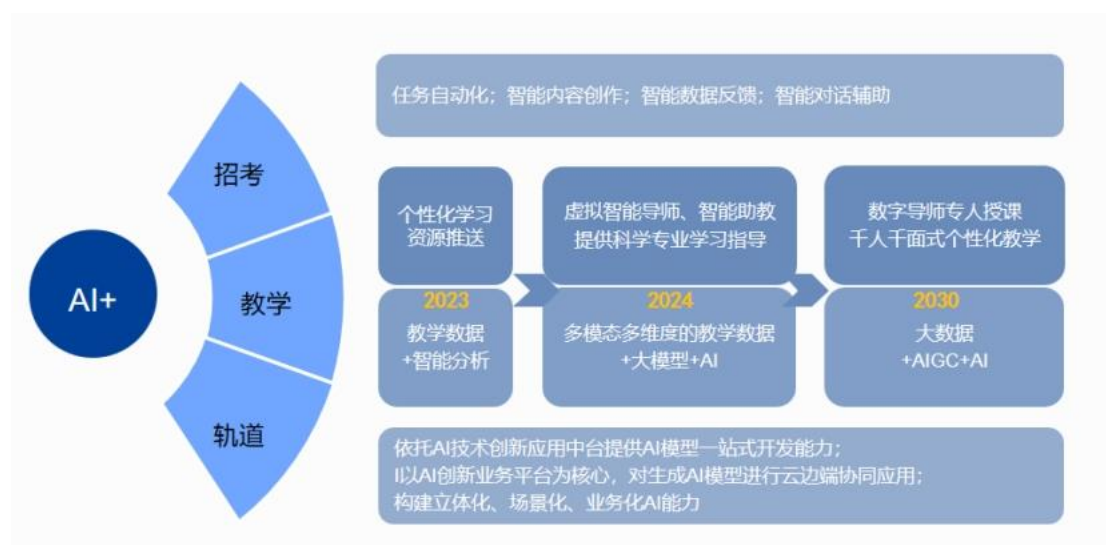 AI+
招考
教学
轨道
任务自动化；智能内容创作；智能数据反馈；智能对话辅助
个性化学习
资源推送
2023
教学数据
+智能分析
虚拟智能导师、智能助教
提供科学专业学习指导
2024
多模态多维度的教学数据
+大模型+AI
数字导师专人授课
千人千面式个性化教学
2030
大数据
+AIGC+AI
依托AI技术创新应用中台提供AI模型一站式开发能力；
I以AI创新业务平台为核心，对生成AI模型进行云边端协同应用；
构建立体化、场景化、业务化AI能力